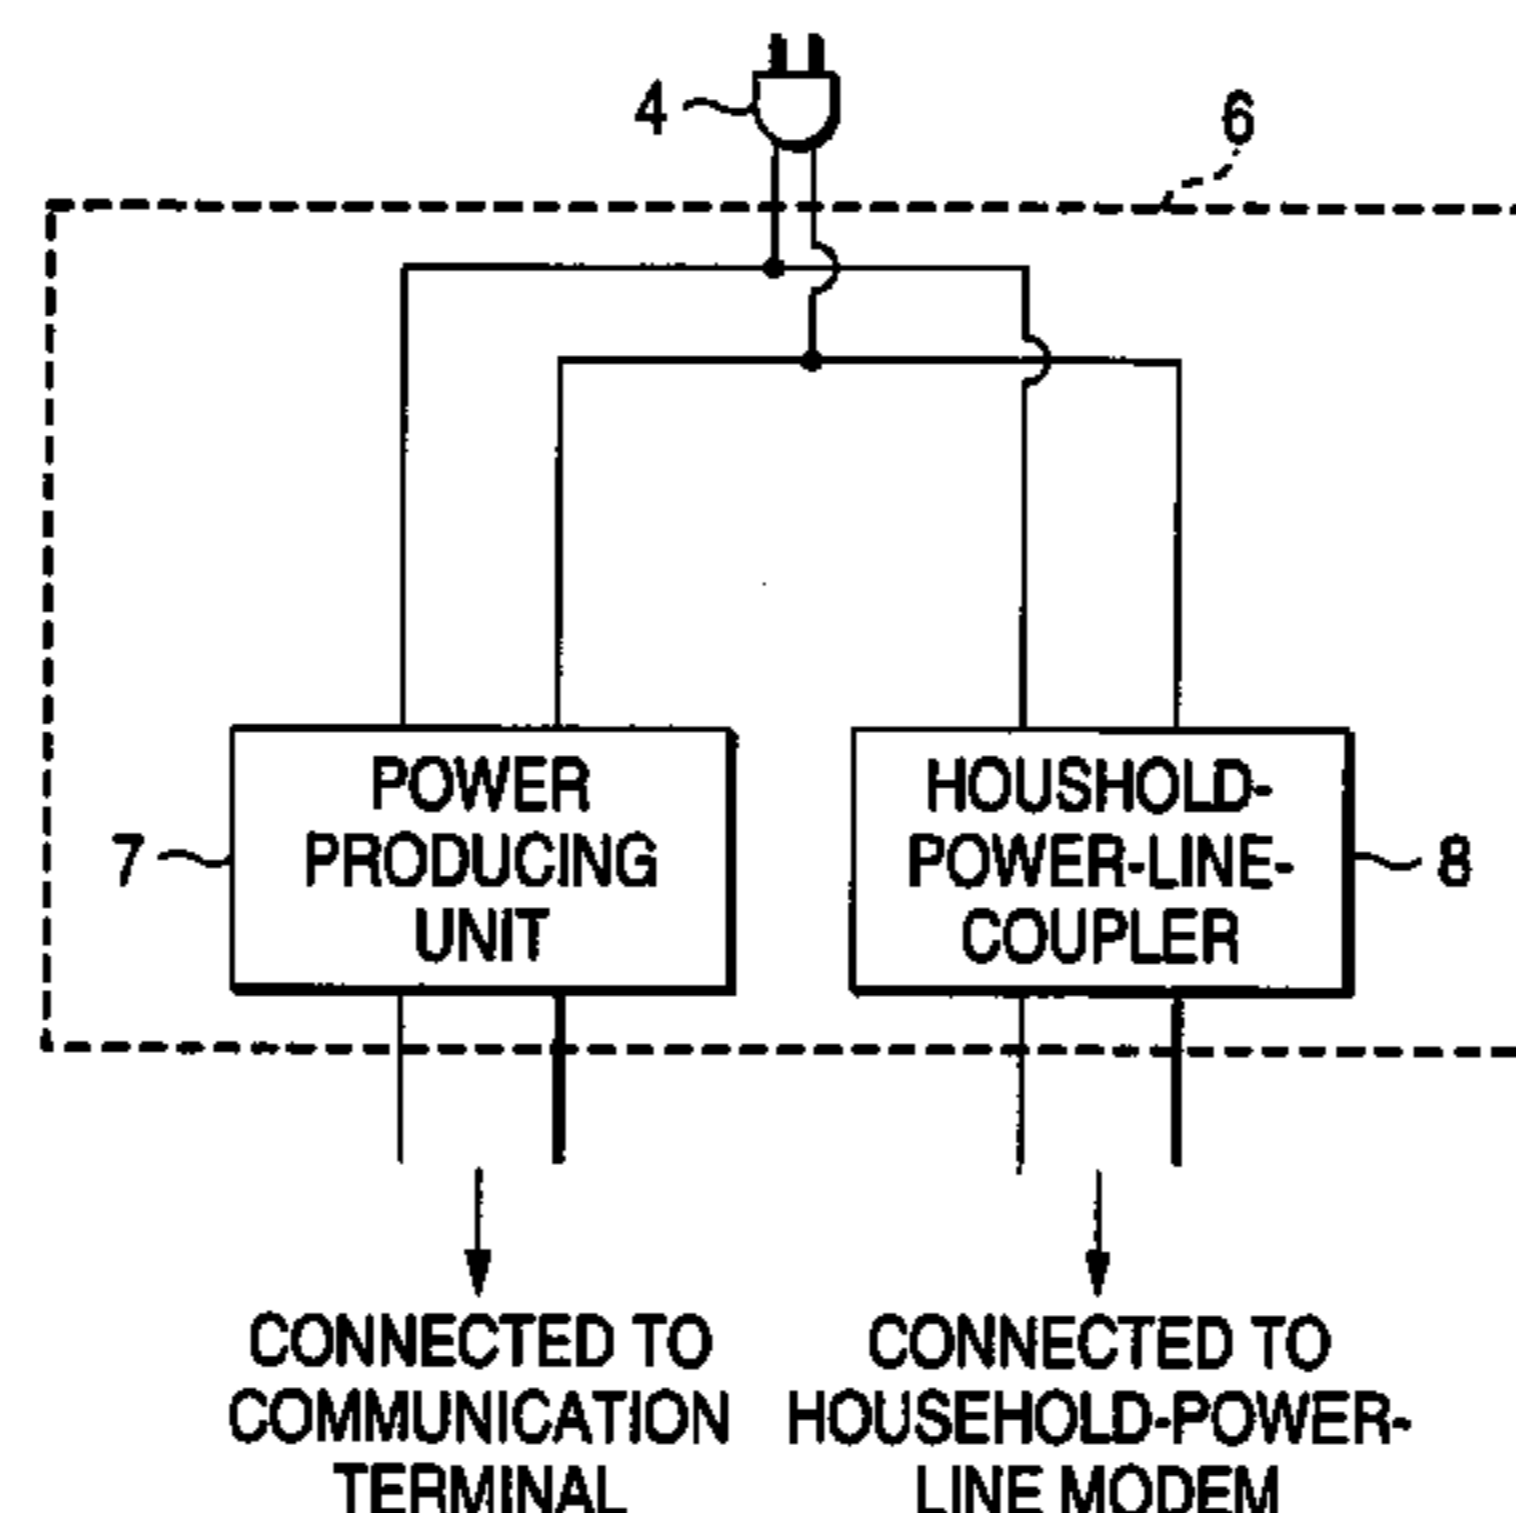 4
6
POWER
PRODUCING
UNIT
7
HOUSHOLD-
POWER-LINE-
COUPLER
8
CONNECTED TO
COMMUNICATION
TERMINAL
CONNECTED TO
HOUSEHOLD-POWER-
LINE MODEM